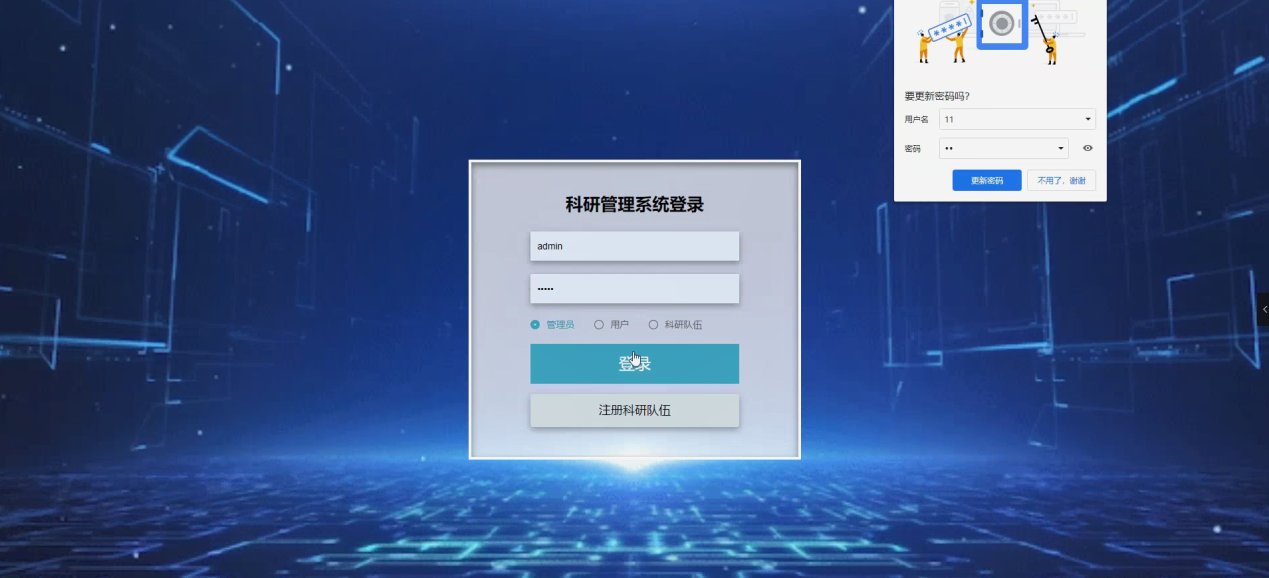 要更新密码吗?
用户名 11
密码 ••
更新密码 不用了，谢谢
科研管理系统登录
admin
•••••
管理员 用户 科研队伍
登录
注册科研队伍